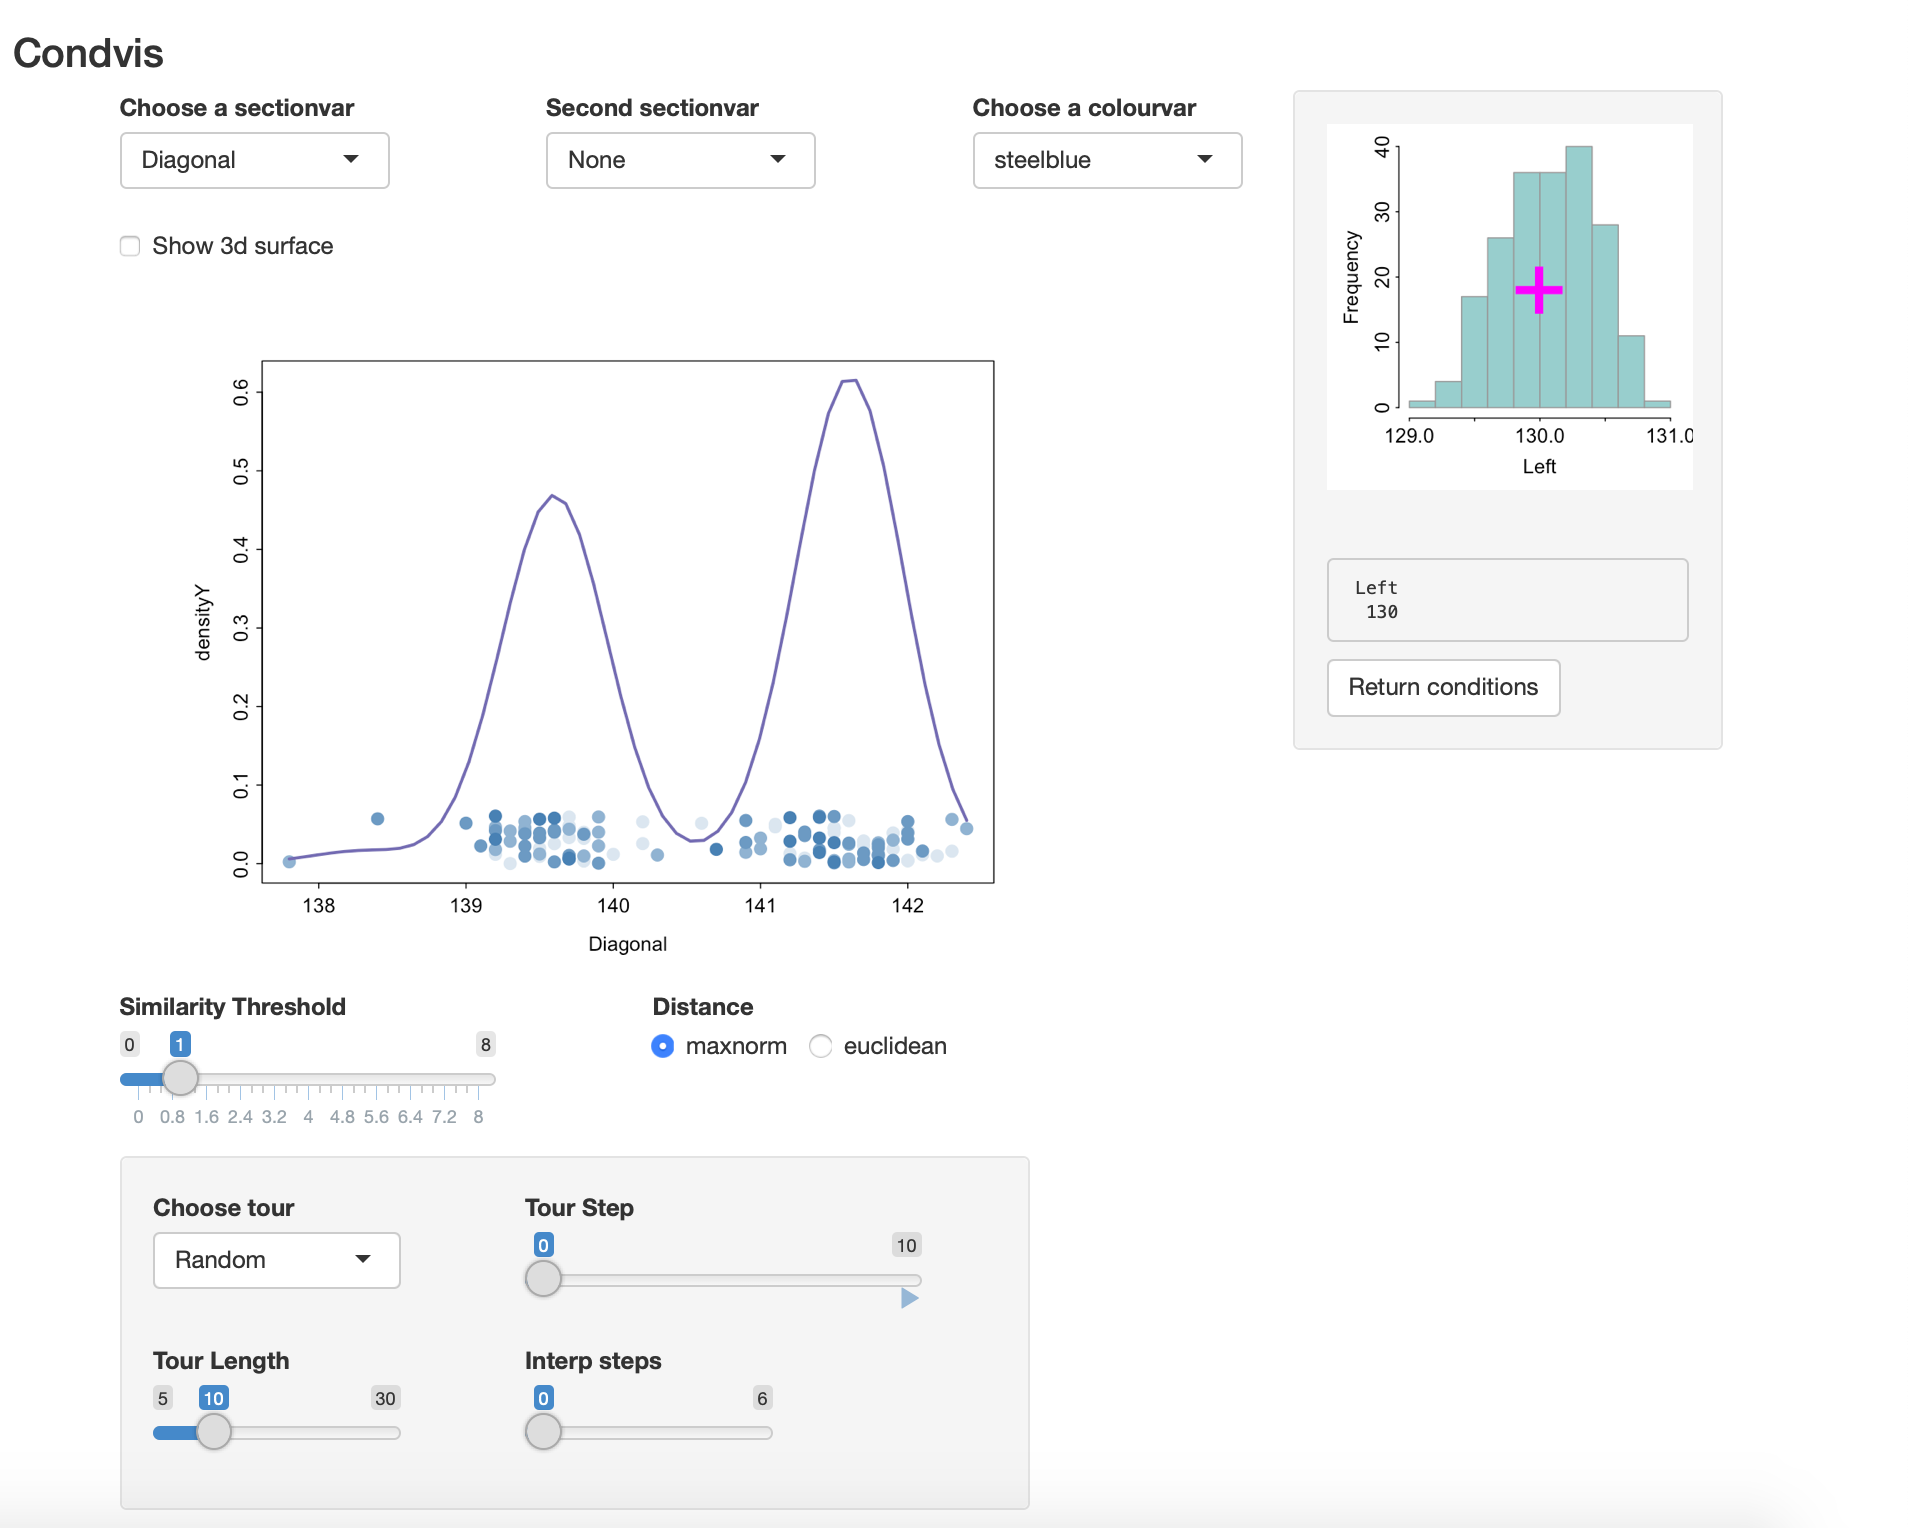 Condvis
Choose a sectionvar
Diagonal
Second sectionvar
None
Choose a colourvar
steelblue
Show 3d surface
densityY
0.6
0.5
0.4
0.3
0.2
0.1
0.0
138 139 140 141 142
Diagonal
Frequency
40
30
20
10
0
129.0 130.0 131.0
Left
Left
130
Return conditions
Similarity Threshold
0 1 8
0 0.8 1.6 2.4 3.2 4 4.8 5.6 6.4 7.2 8
Distance
maxnorm euclidean
Choose tour
Random
Tour Step
0 10
Tour Length
5 10 30
Interp steps
0 6